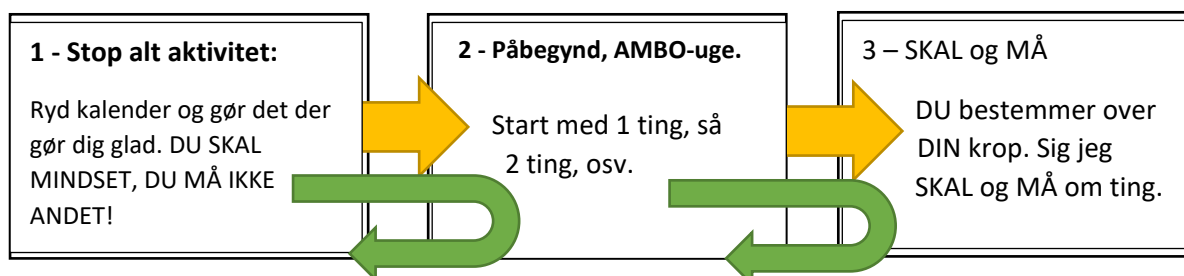 1 - Stop alt aktivitet:
Ryd kalender og gør det der
gør dig glad. DU SKAL
MINDSET, DU MÅ IKKE
ANDET!
2 - Påbegynd, AMBO-uge.
Start med 1 ting, så
2 ting, osv.
3 – SKAL og MÅ
DU bestemmer over
DIN krop. Sig jeg
SKAL og MÅ om ting.